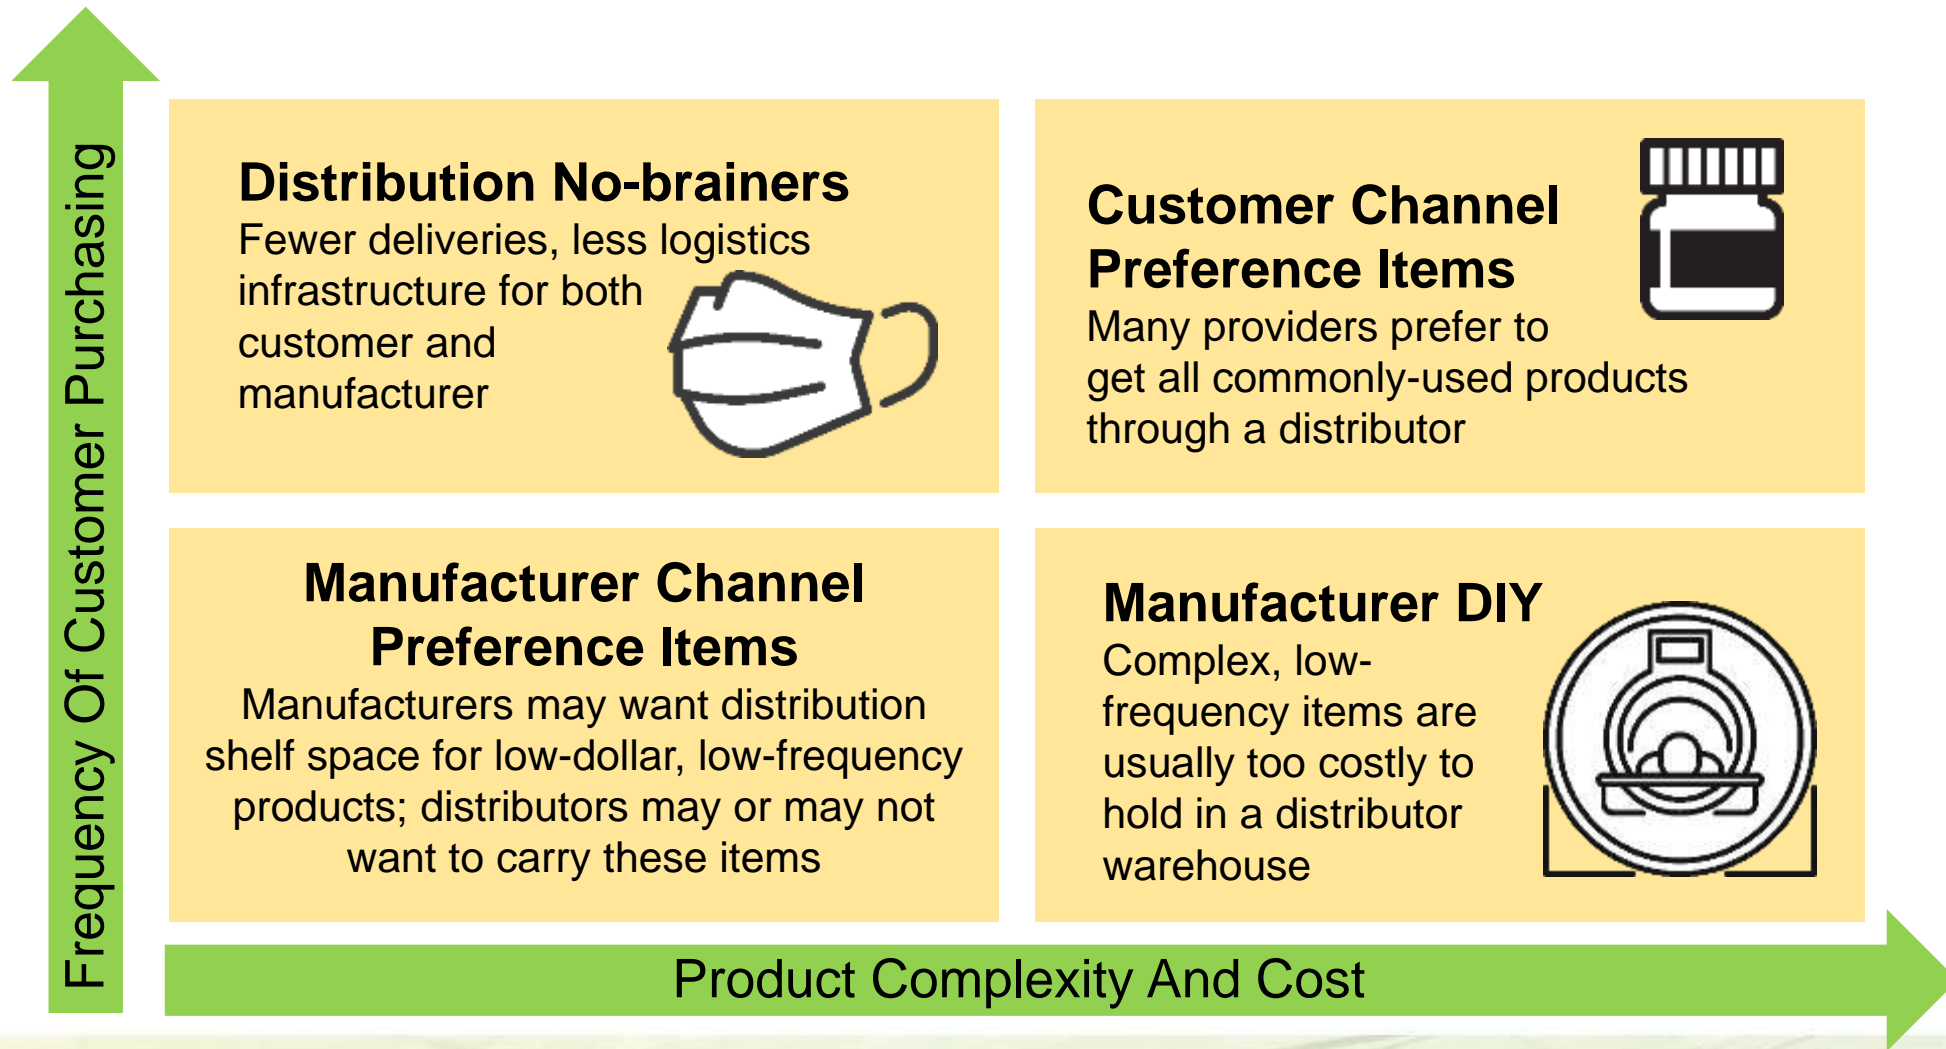 Frequency Of Customer Purchasing
Distribution No-brainers
Fewer deliveries, less logistics
infrastructure for both
customer and
manufacturer
Customer Channel
Preference Items
Many providers prefer to
get all commonly-used products
through a distributor
Manufacturer Channel
Preference Items
Manufacturers may want distribution
shelf space for low-dollar, low-frequency
products; distributors may or may not
want to carry these items
Manufacturer DIY
Complex, low-
frequency items are
usually too costly to
hold in a distributor
warehouse
Product Complexity And Cost